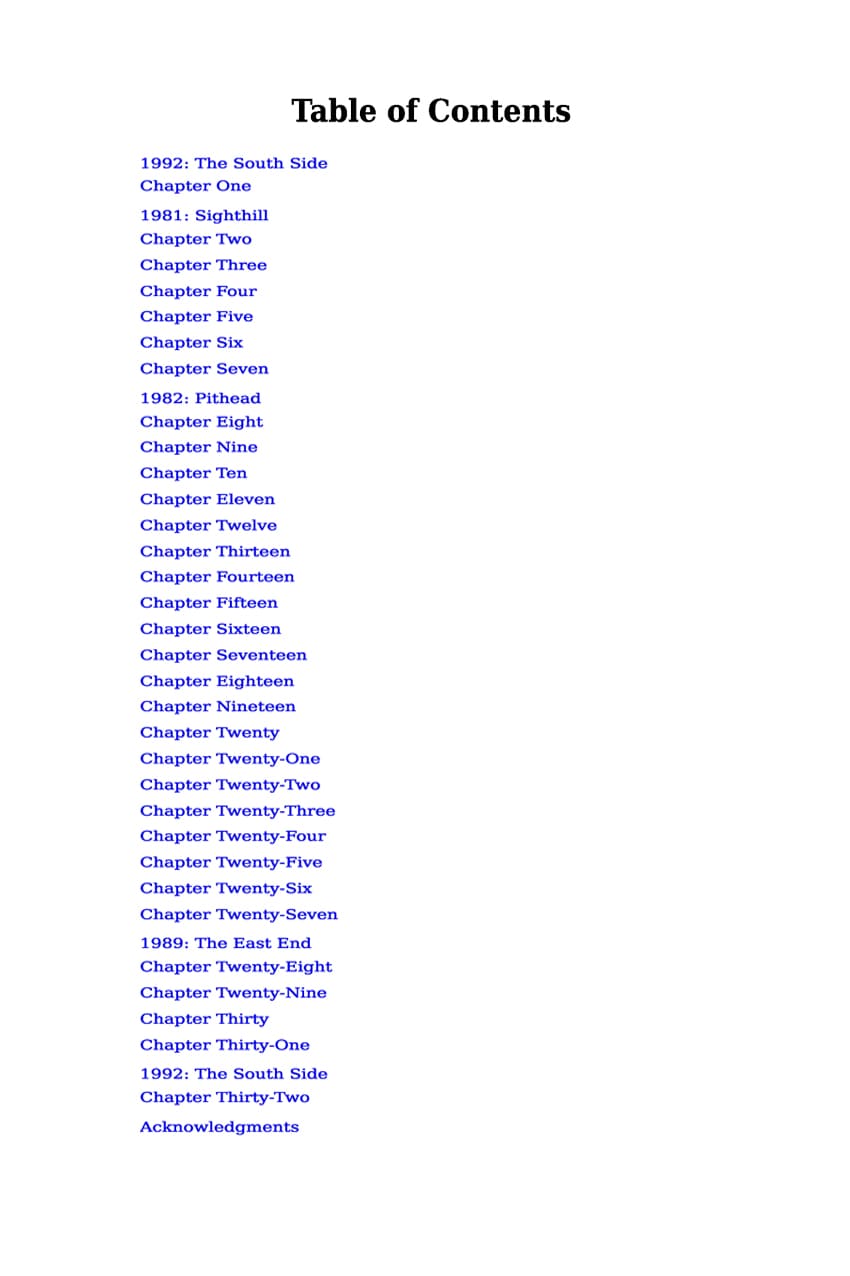 Table of Contents
1992: The South Side
Chapter One
1981: Sighthill
Chapter Two
Chapter Three
Chapter Four
Chapter Five
Chapter Six
Chapter Seven
1982: Pithead
Chapter Eight
Chapter Nine
Chapter Ten
Chapter Eleven
Chapter Twelve
Chapter Thirteen
Chapter Fourteen
Chapter Fifteen
Chapter Sixteen
Chapter Seventeen
Chapter Eighteen
Chapter Nineteen
Chapter Twenty
Chapter Twenty-One
Chapter Twenty-Two
Chapter Twenty-Three
Chapter Twenty-Four
Chapter Twenty-Five
Chapter Twenty-Six
Chapter Twenty-Seven
1989: The East End
Chapter Twenty-Eight
Chapter Twenty-Nine
Chapter Thirty
Chapter Thirty-One
1992: The South Side
Chapter Thirty-Two
Acknowledgments